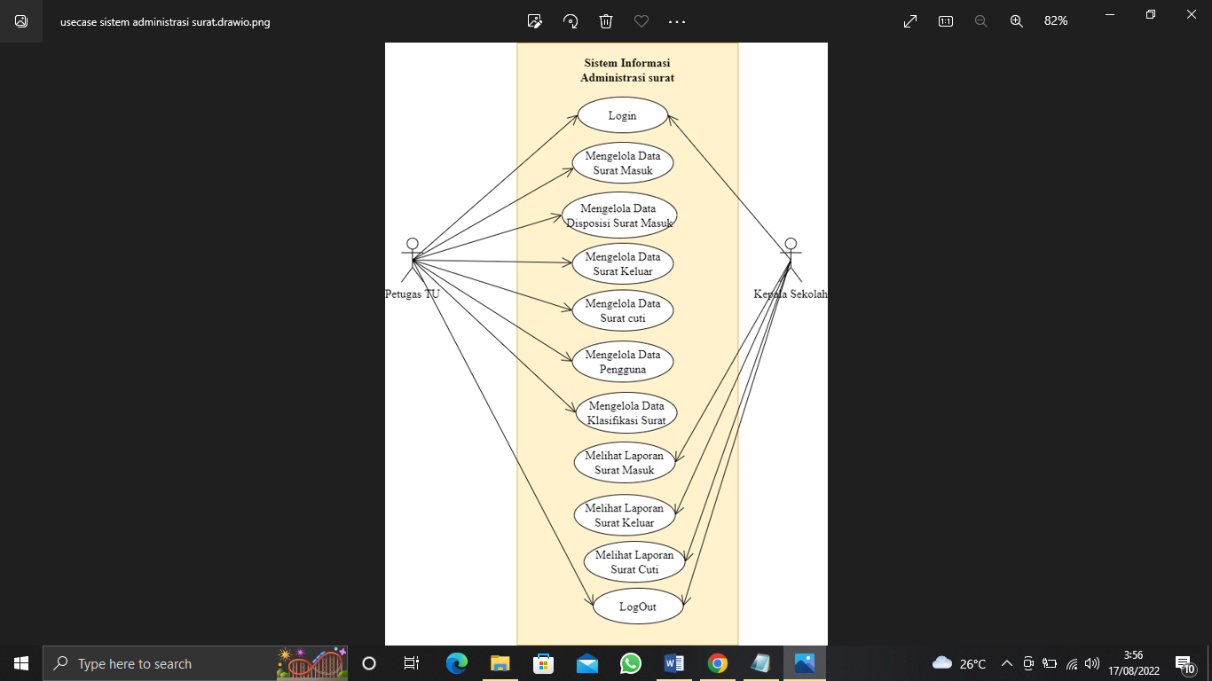 usecase sistem administrasi surat.drawio.png
82%
Sistem Informasi
Administrasi surat
Login
Mengelola Data
Surat Masuk
Mengelola Data
Disposisi Surat Masuk
Mengelola Data
Surat Keluar
Petugas TU
Kepala Sekolah
Mengelola Data
Surat cuti
Mengelola Data
Pengguna
Mengelola Data
Klasifikasi Surat
Melihat Laporan
Surat Masuk
Melihat Laporan
Surat Keluar
Melihat Laporan
Surat Cuti
LogOut
Type here to search
26°C
3:56
17/08/2022
10